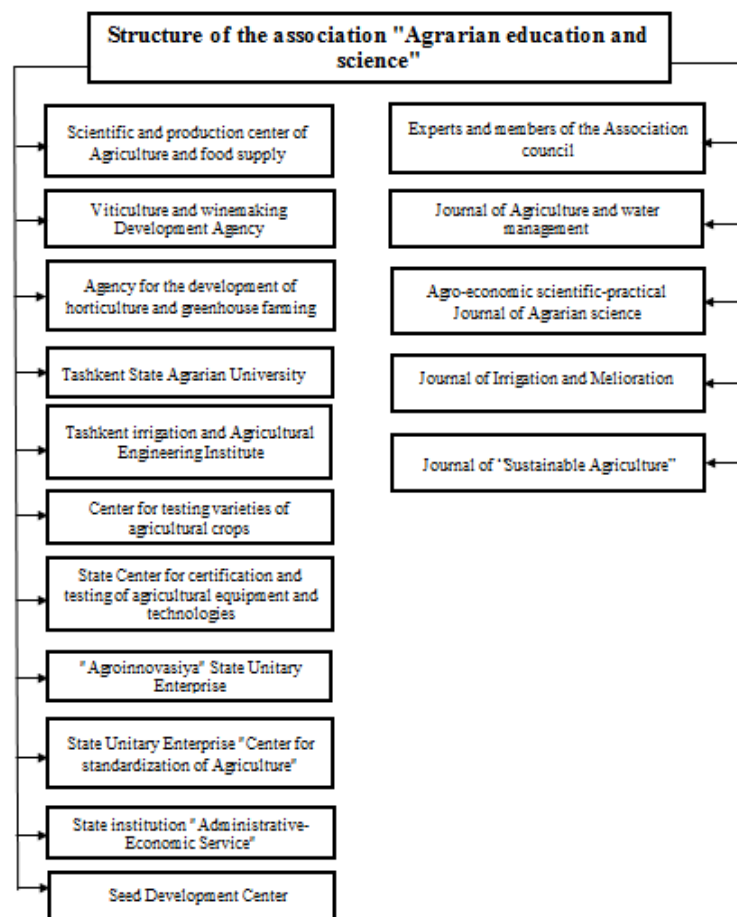 Structure of the association "Agrarian education and
science"
Scientific and production center of
Agriculture and food supply
Viticulture and winemaking
Development Agency
Agency for the development of
horticulture and greenhouse farming
Tashkent State Agrarian University
Tashkent irrigation and Agricultural
Engineering Institute
Center for testing varieties of
agricultural crops
State Center for certification and
testing of agricultural equipment and
technologies
"Agroinnovasiya" State Unitary
Enterprise
State Unitary Enterprise "Center for
standardization of Agriculture"
State institution "Administrative-
Economic Service"
Seed Development Center
Experts and members of the Association
council
Journal of Agriculture and water
management
Agro-economic scientific-practical
Journal of Agrarian science
Journal of Irrigation and Melioration
Journal of “Sustainable Agriculture”